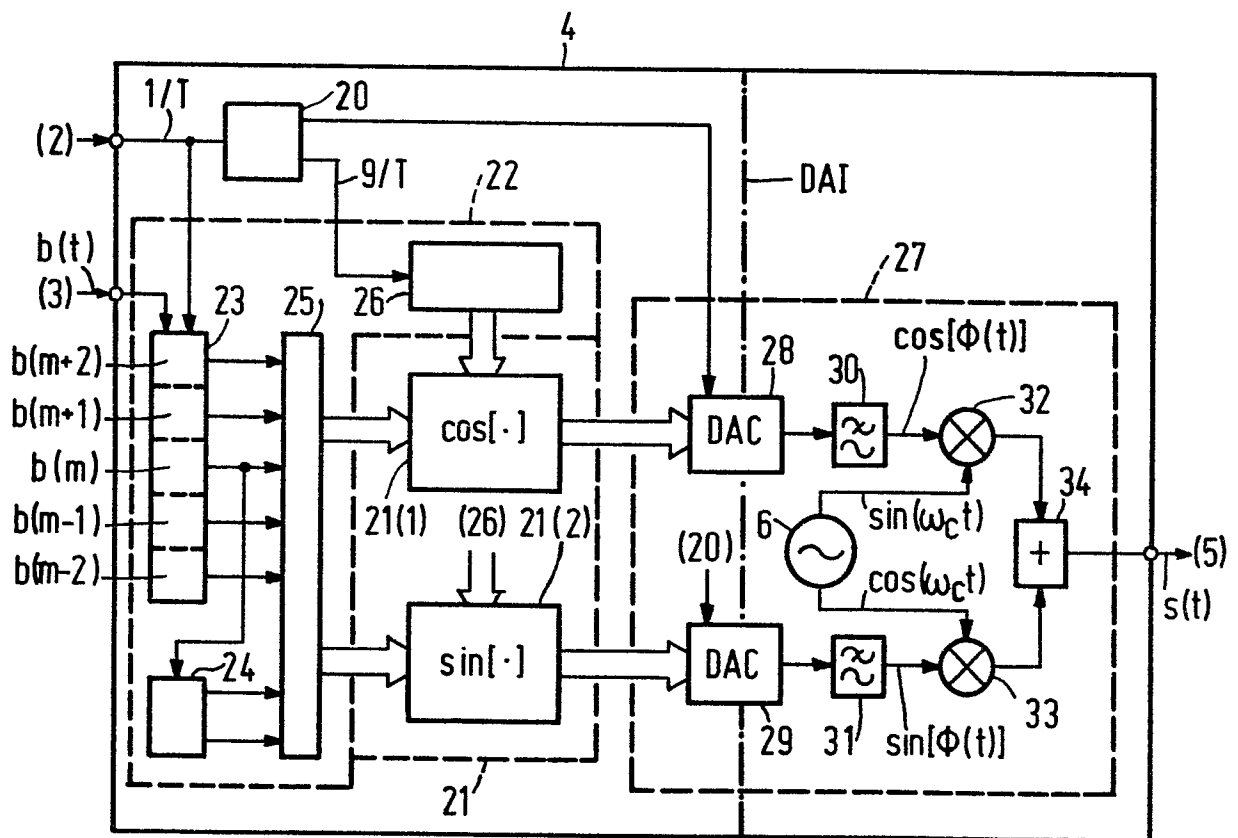 4
1/T
20
(2)
9/T
22
DAI
b(t)
(3)
27
23
25
26
28
cos[Φ(t)]
30
32
b(m+2)
b(m+1)
cos[·]
DAC
b(m)
34
b(m-1)
21(1)
(26)
21(2)
6
sin(ωct)
(20)
+
(5)
b(m-2)
cos(ωct)
s(t)
24
sin[·]
DAC
33
29
31
sin[Φ(t)]
21